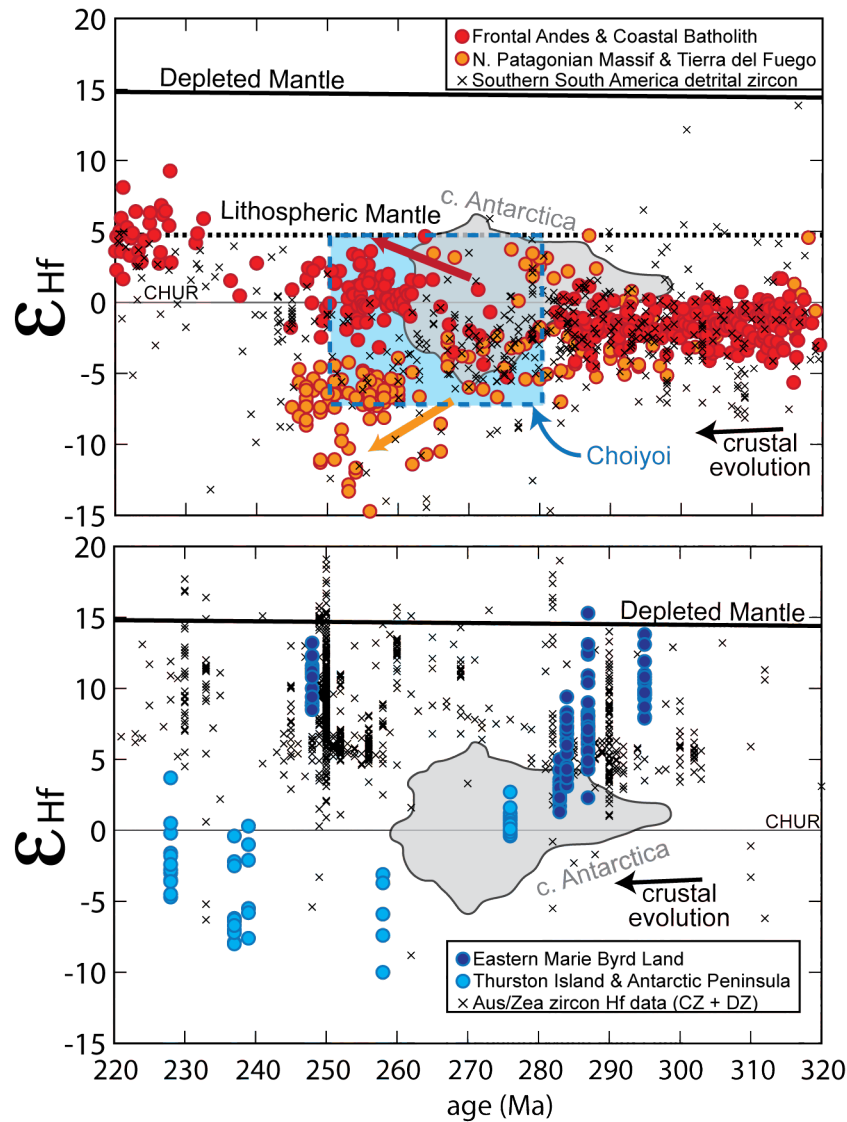 20
15
10
5
0
-5
-10
-15
εHf
Frontal Andes & Coastal Batholith
N. Patagonian Massif & Tierra del Fuego
Southern South America detrital zircon
Depleted Mantle
c. Antarctica
Lithospheric Mantle
CHUR
Choiyoi
crustal
evolution
20
15
10
5
0
-5
-10
-15
εHf
Depleted Mantle
CHUR
c. Antarctica
crustal
evolution
Eastern Marie Byrd Land
Thurston Island & Antarctic Peninsula
Aus/Zea zircon Hf data (CZ + DZ)
220 230 240 250 260 270 280 290 300 310 320
age (Ma)